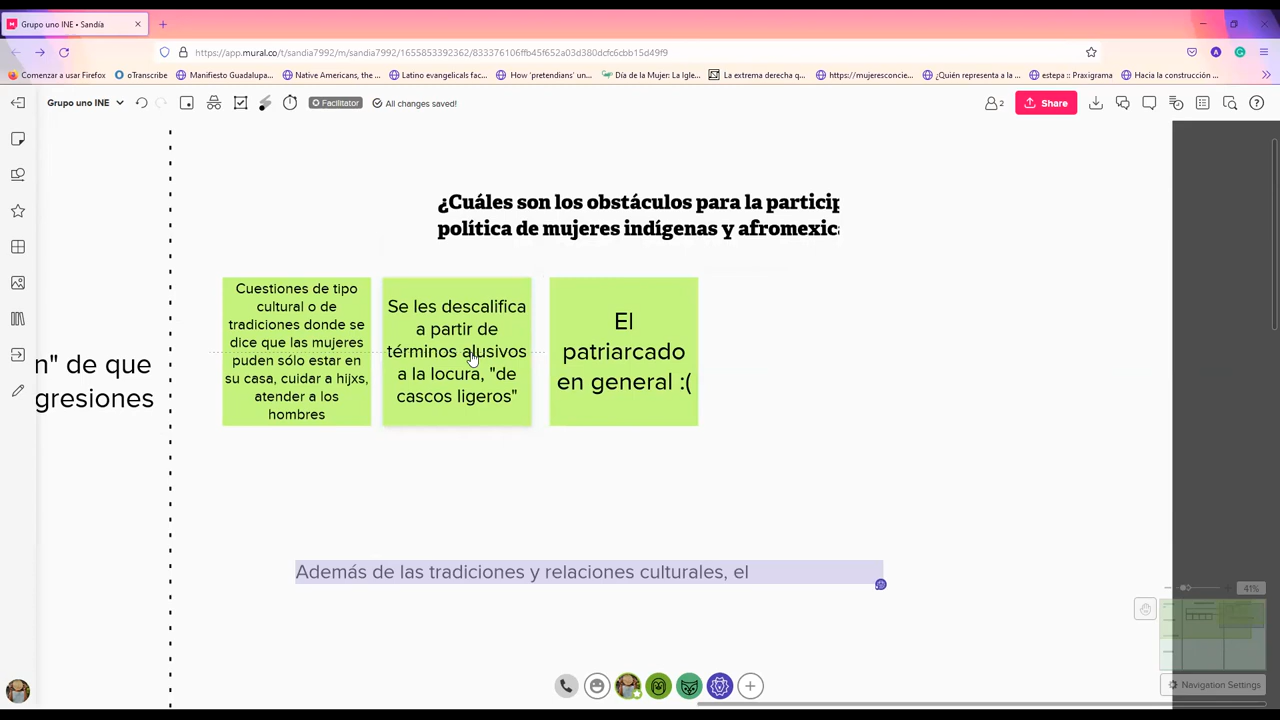 Grupo uno INE • Sandía
https://app.mural.co/t/sandia7992/m/sandia7992/1655853392362/833376106ffb45f652a03d380dcfc6cbb15d49f9
Comenzar a usar Firefox
oTranscribe
Manifiesto Guadalupa...
Native Americans, the ...
Latino evangelicals fac...
How 'pretendians' un...
Día de la Mujer: La Igle...
La extrema derecha q...
https://mujeresconcie...
¿Quién representa a la ...
estepa :: Praxigrama
Hacia la construcción ...
Grupo uno INE
Facilitator
All changes saved!
2
Share
¿Cuáles son los obstáculos para la particip
política de mujeres indígenas y afromexica
Cuestiones de tipo
cultural o de
tradiciones donde se
dice que las mujeres
puden sólo estar en
su casa, cuidar a hijxs,
atender a los
hombres
Se les descalifica
a partir de
términos alusivos
a la locura, "de
cascos ligeros"
El
patriarcado
en general :(
n" de que
gresiones
Además de las tradiciones y relaciones culturales, el
41%
Navigation Settings